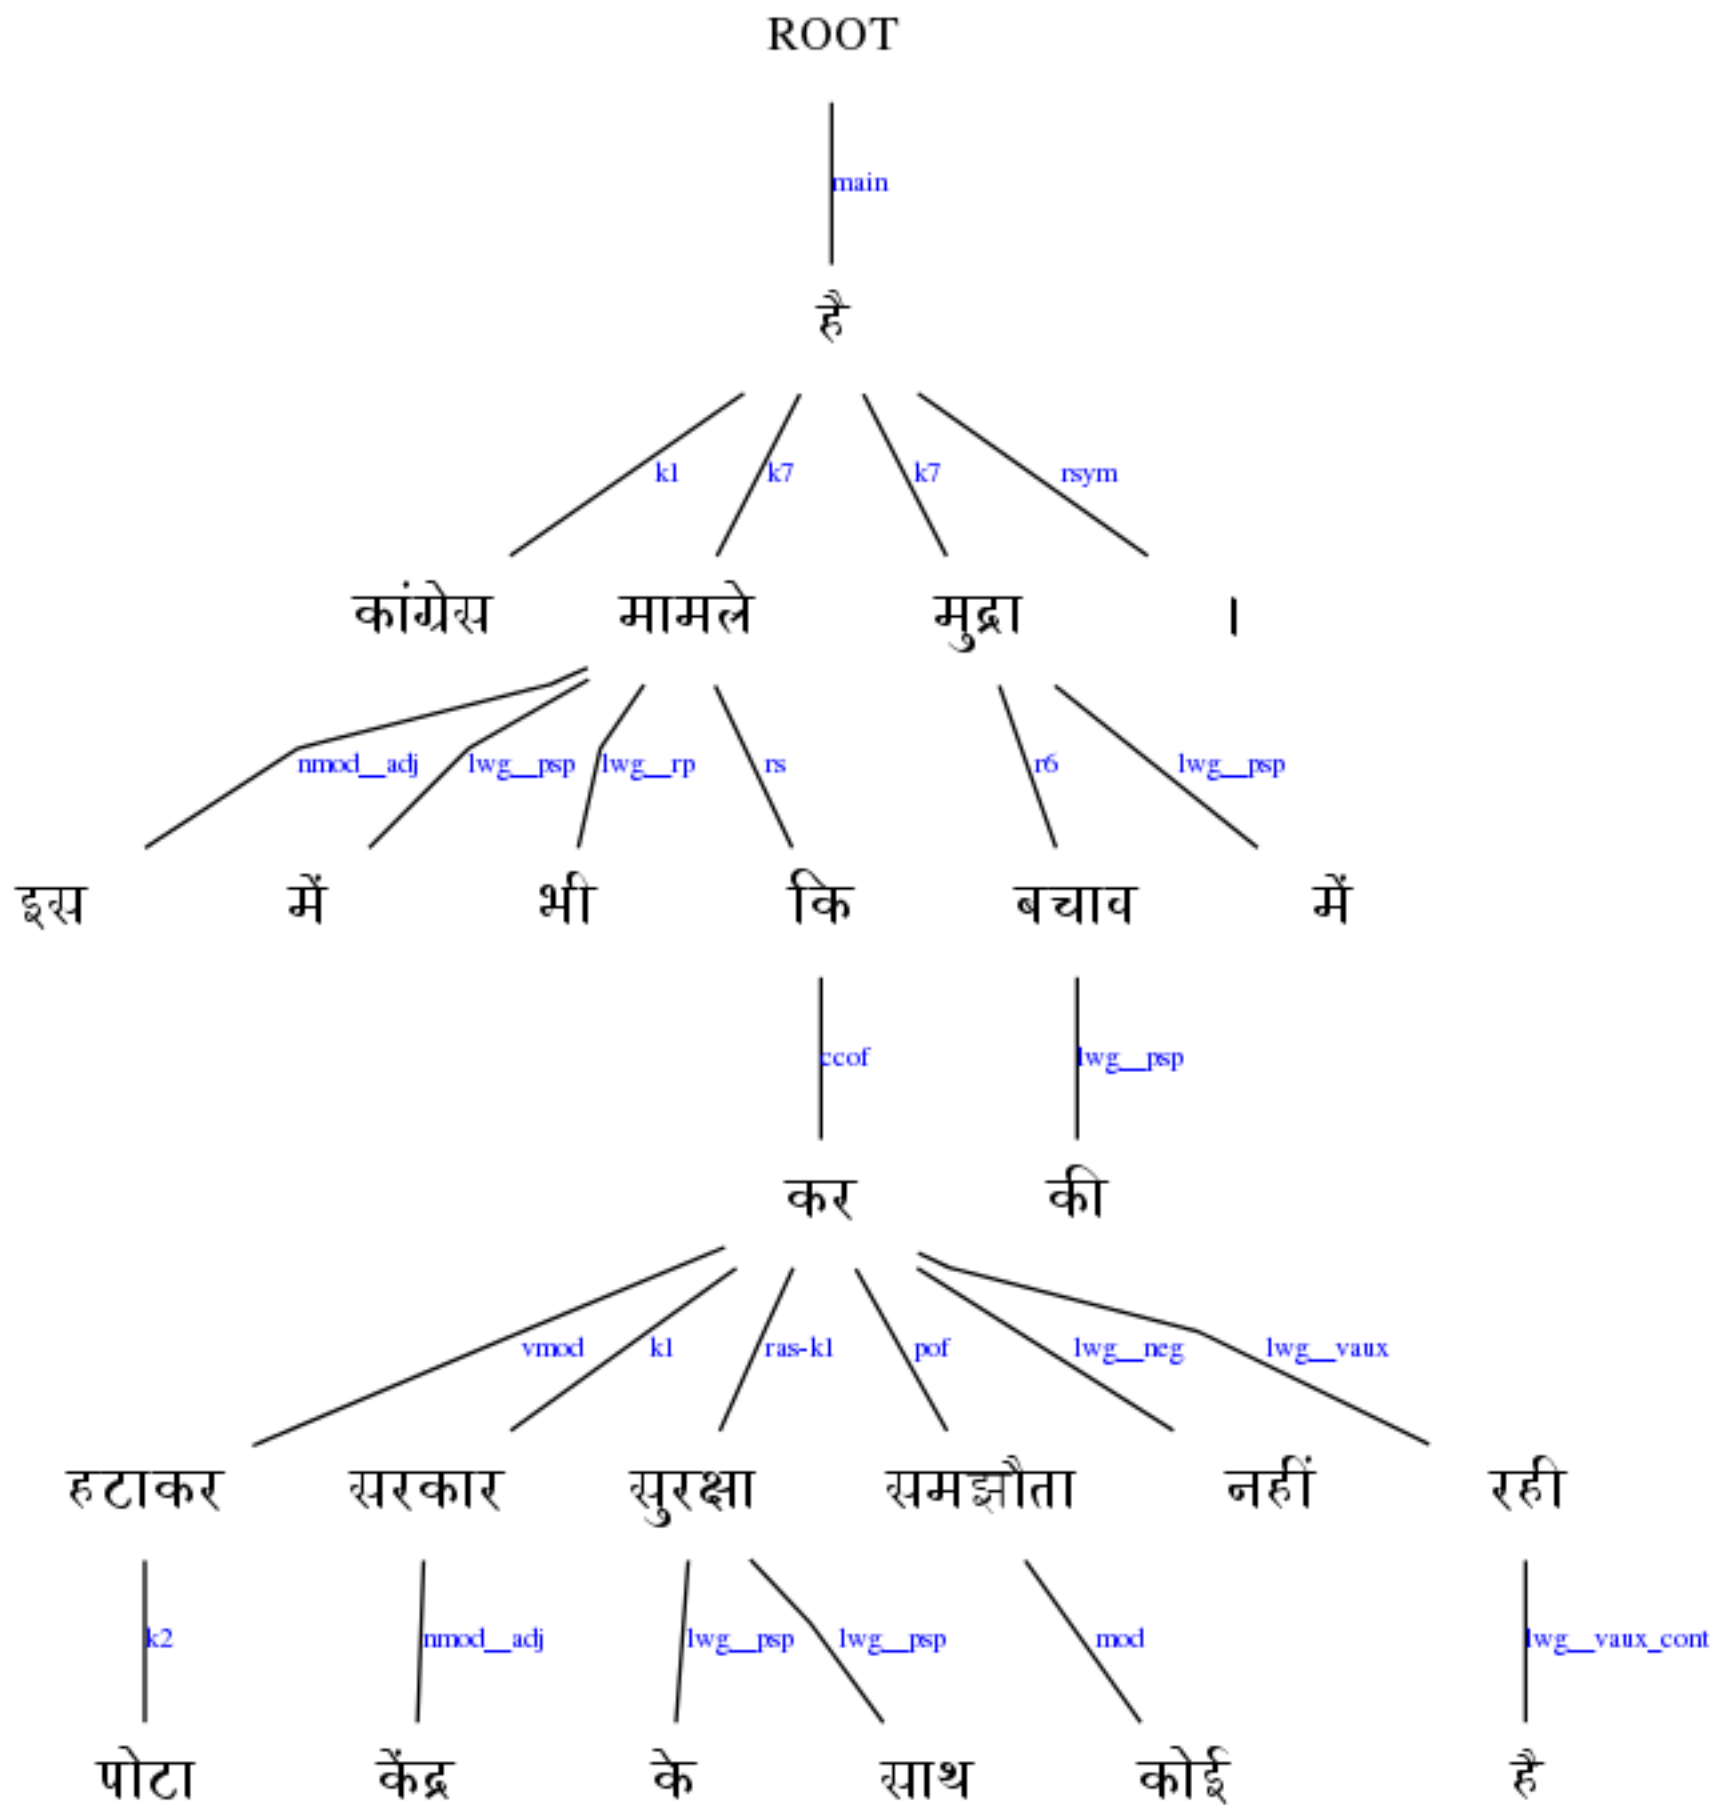 ROOT
main
है
k1 k7 k7 rsym
कांग्रेस मामले मुद्रा ।
nmod__adj lwg__psp lwg__rp rs r6 lwg__psp
इस में भी कि बचाव में
ccof lwg__psp
कर की
vmod k1 ras-k1 pof lwg__neg lwg__vaux
हटाकर सरकार सुरक्षा समझौता नहीं रही
k2 nmod__adj lwg__psp lwg__psp mod lwg__vaux_cont
पोटा केंद्र के साथ कोई है